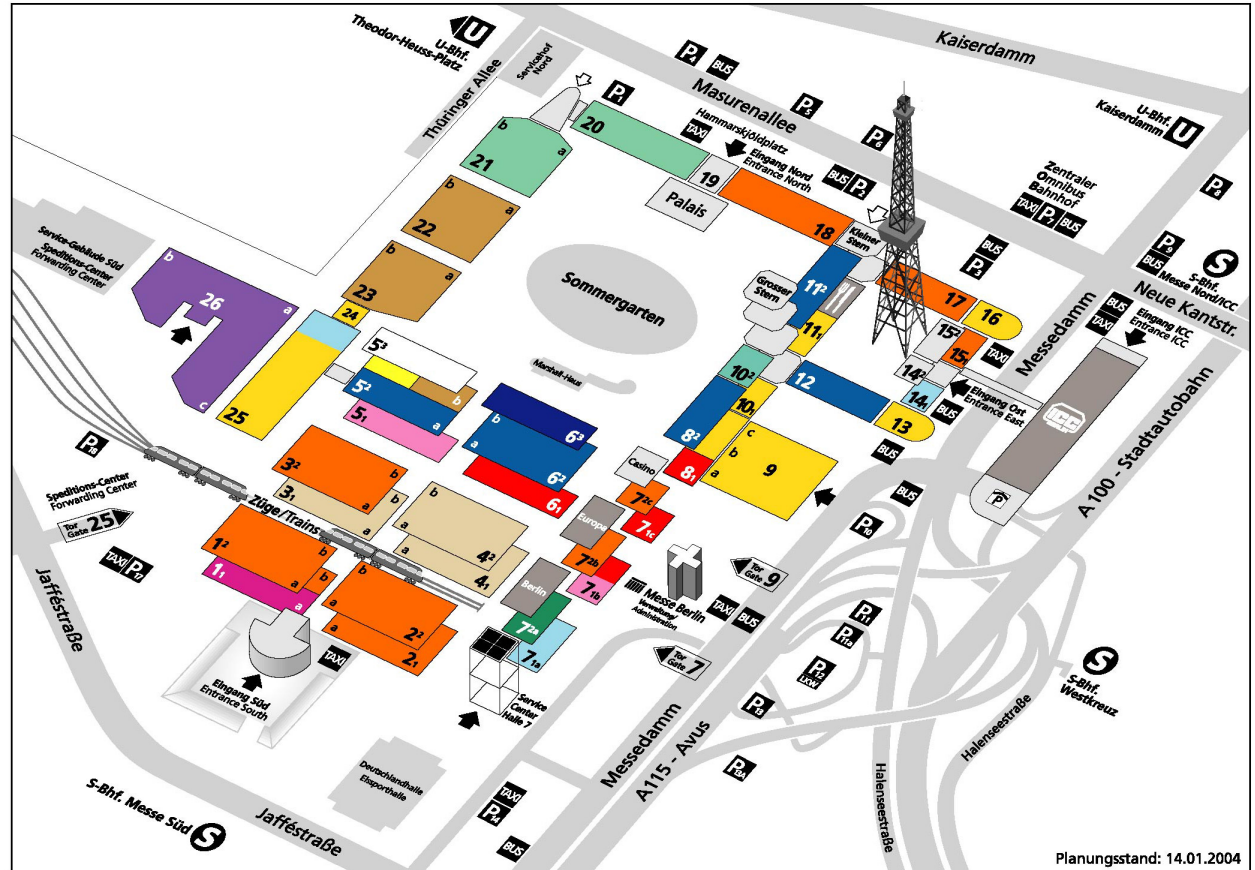 U
U-Bhf.
Theodor-Heuss-Platz
Kaiserdamm
Servicehof
Nord
Thüringer Allee
P4
BUS
Masurenallee
P1
P5
P6
U-Bhf.
Kaiserdamm
U
TAXI
Hammarskjöldplatz
Eingang Nord
Entrance North
BUS P2
Zentraler
Omnibus
Bahnhof
TAXI P7 BUS
P8
P9
BUS
S
S-Bhf.
Messe Nord/ICC
Neue Kantstr.
b
a
21
20
19
Palais
18
Kleiner
Stern
BUS
P3
b
a
22
b
a
23
24
Service-Gebäude Süd
Speditions-Center
Forwarding Center
b
a
26
c
25
Sommergarten
Marshall-Haus
Grosser
Stern
11²
11₁
17
16
15²
15₁
TAXI
14²
14₁
Messedamm
BUS
TAXI
Eingang ICC
Entrance ICC
ICC
P
Eingang Ost
Entrance East
BUS
12
13
BUS
10²
10₁
5³
5²
b
a
5₁
6³
b
6²
a
6₁
8²
8₁
c
b
a
9
Casino
7²c
7₁c
Europa
7²b
7₁b
Berlin
7²a
7₁a
3²
b
a
3₁
b
a
Züge/Trains
b
4²
a
b
4₁
a
1²
b
a
1₁
b
a
2²
b
a
2₁
b
a
P18
Speditions-Center
Forwarding Center
Tor
Gate 25
TAXI P17
Jafféstraße
TAXI
Eingang Süd
Entrance South
Service
Center
Halle 7
Messe Berlin
Verwaltung/
Administration
TAXI
BUS
Tor
Gate 9
Tor
Gate 7
BUS
P10
P11
P11a
P12
LKW
P13
P13A
A 100 - Stadtautobahn
S
S-Bhf.
Westkreuz
Halenseestraße
Halenseestraße
Messedamm
A115 - Avus
Deutschlandhalle
Eissporthalle
TAXI
P14
BUS
S-Bhf. Messe Süd S
Jafféstraße
Planungsstand: 14.01.2004